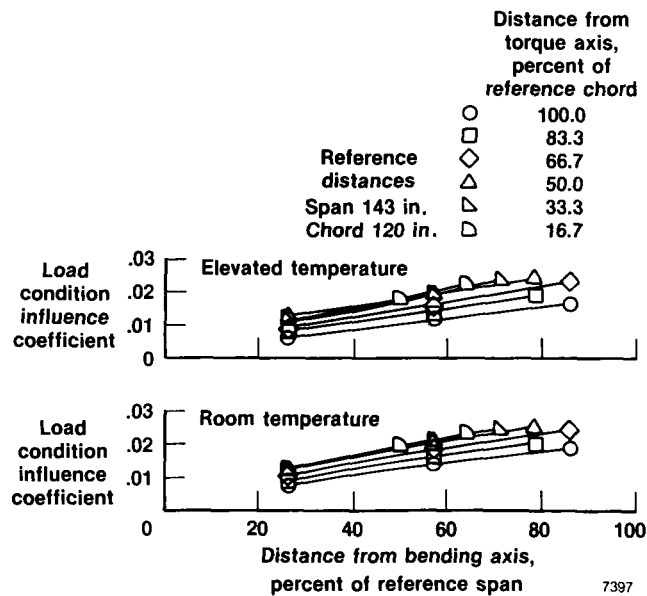 Distance from
torque axis,
percent of
reference chord
100.0
83.3
Reference 66.7
distances 50.0
Span 143 in. 33.3
Chord 120 in. 16.7
Load
condition
influence
coefficient
.03
.02
.01
0
Elevated temperature
Load
condition
influence
coefficient
.03
.02
.01
Room temperature
0 20 40 60 80 100
Distance from bending axis,
percent of reference span
7397